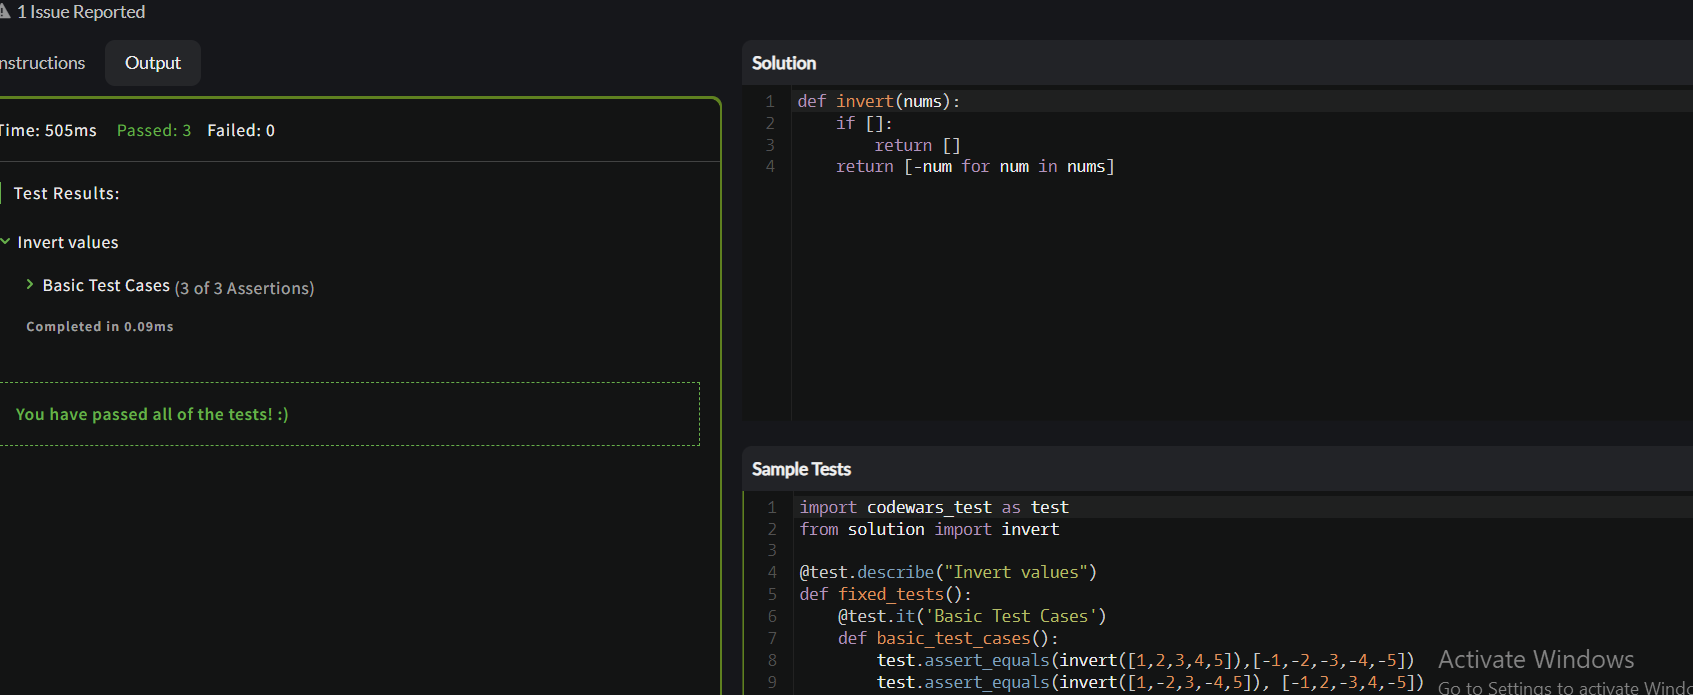 1 Issue Reported
nstructions
Output
Time: 505ms Passed: 3 Failed: 0
Test Results:
Invert values
Basic Test Cases (3 of 3 Assertions)
Completed in 0.09ms
You have passed all of the tests! :)
Solution
1 def invert(nums):
2     if []:
3         return []
4     return [-num for num in nums]
Sample Tests
1 import codewars_test as test
2 from solution import invert
3
4 @test.describe("Invert values")
5 def fixed_tests():
6     @test.it('Basic Test Cases')
7     def basic_test_cases():
8         test.assert_equals(invert([1,2,3,4,5]),[-1,-2,-3,-4,-5])
9         test.assert_equals(invert([1,-2,3,-4,5]), [-1,2,-3,4,-5])
Activate Windows
Go to Settings to activate Windo